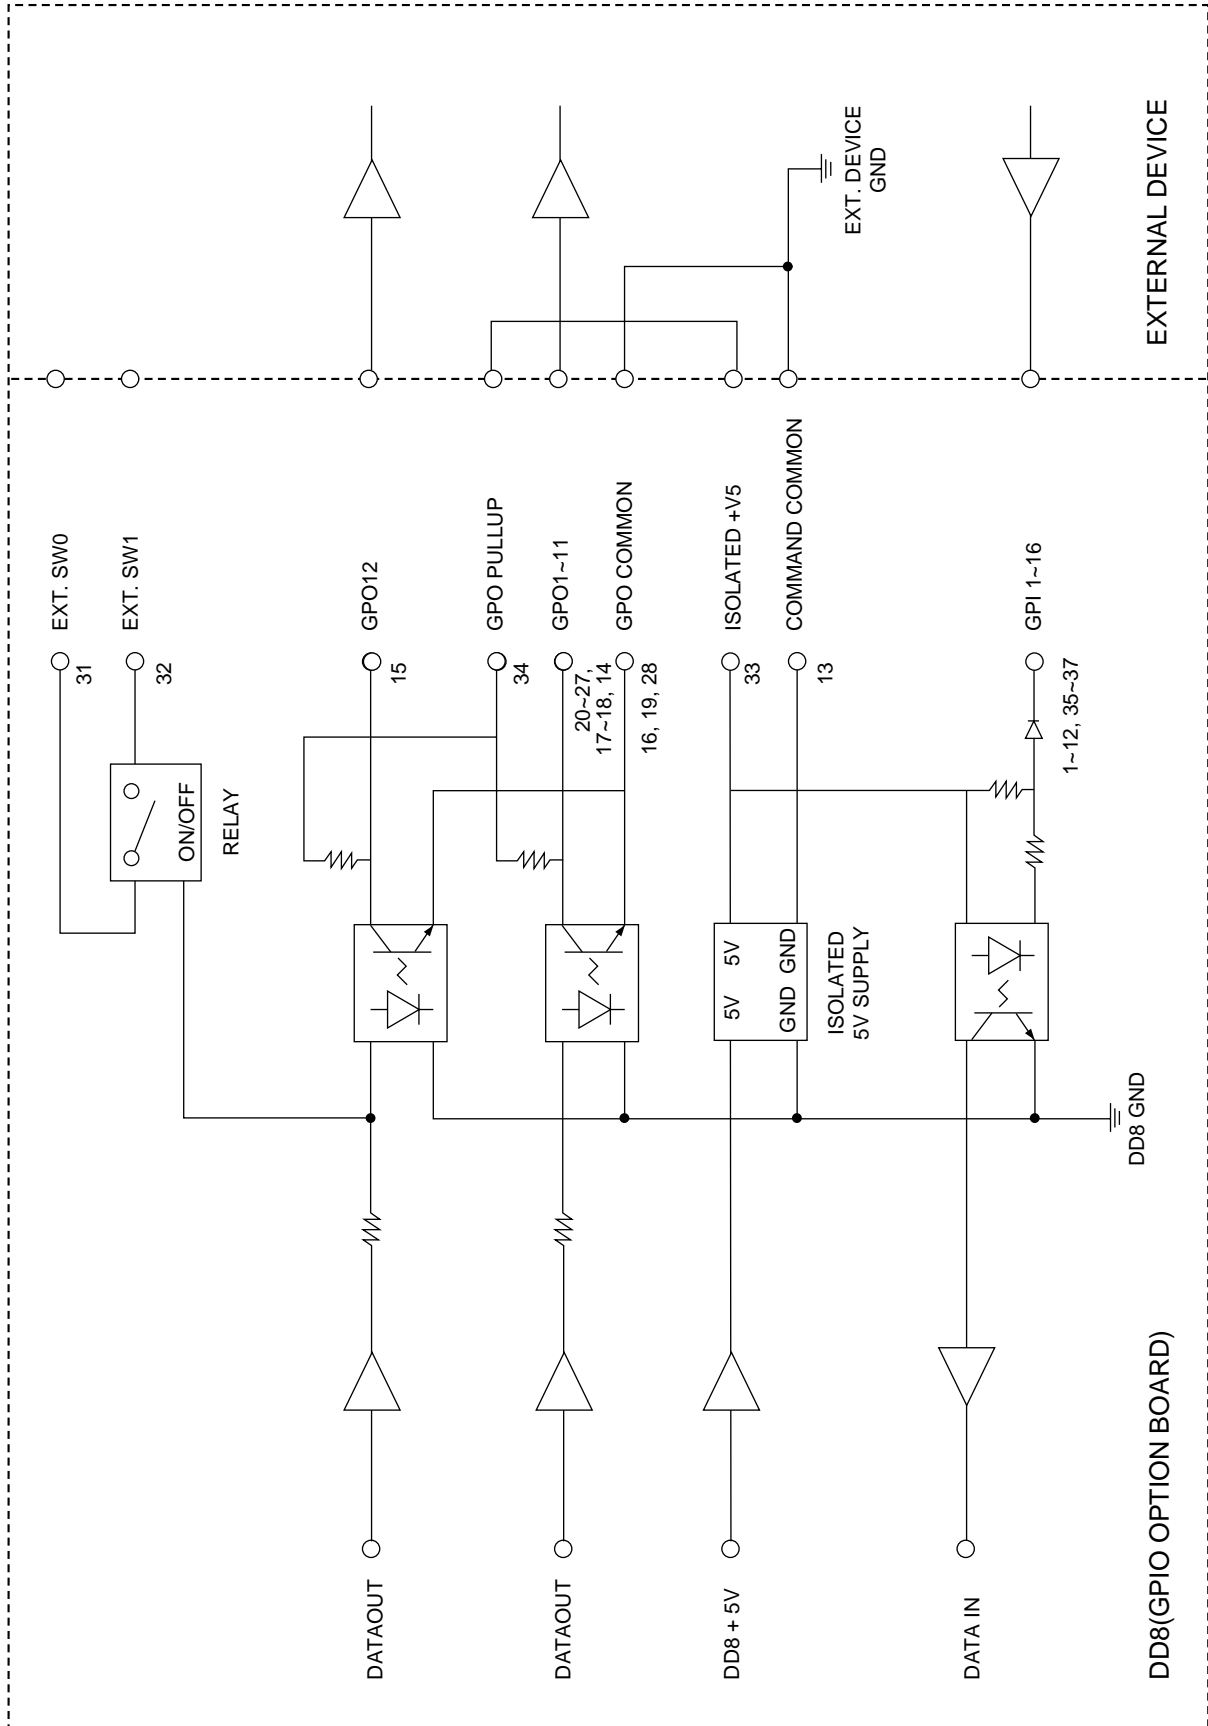 EXT. SW0
31
EXT. SW1
32
ON/OFF
RELAY
DATAOUT
GPO12
15
GPO PULLUP
34
DATAOUT
GPO1~11
20~27,
17~18, 14
GPO COMMON
16, 19, 28
DD8 + 5V
5V 5V
GND GND
ISOLATED
5V SUPPLY
ISOLATED +V5
33
COMMAND COMMON
13
EXT. DEVICE
GND
DATA IN
GPI 1~16
1~12, 35~37
DD8 GND
DD8(GPIO OPTION BOARD)
EXTERNAL DEVICE